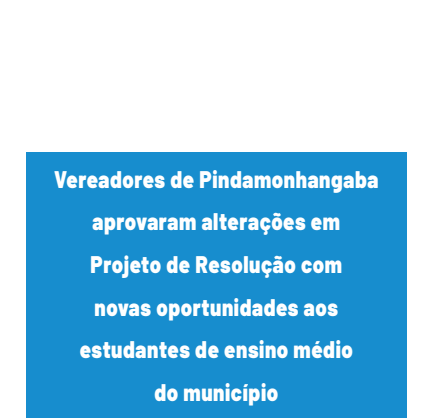 Vereadores de Pindamonhangaba
aprovaram alterações em
Projeto de Resolução com
novas oportunidades aos
estudantes de ensino médio
do município